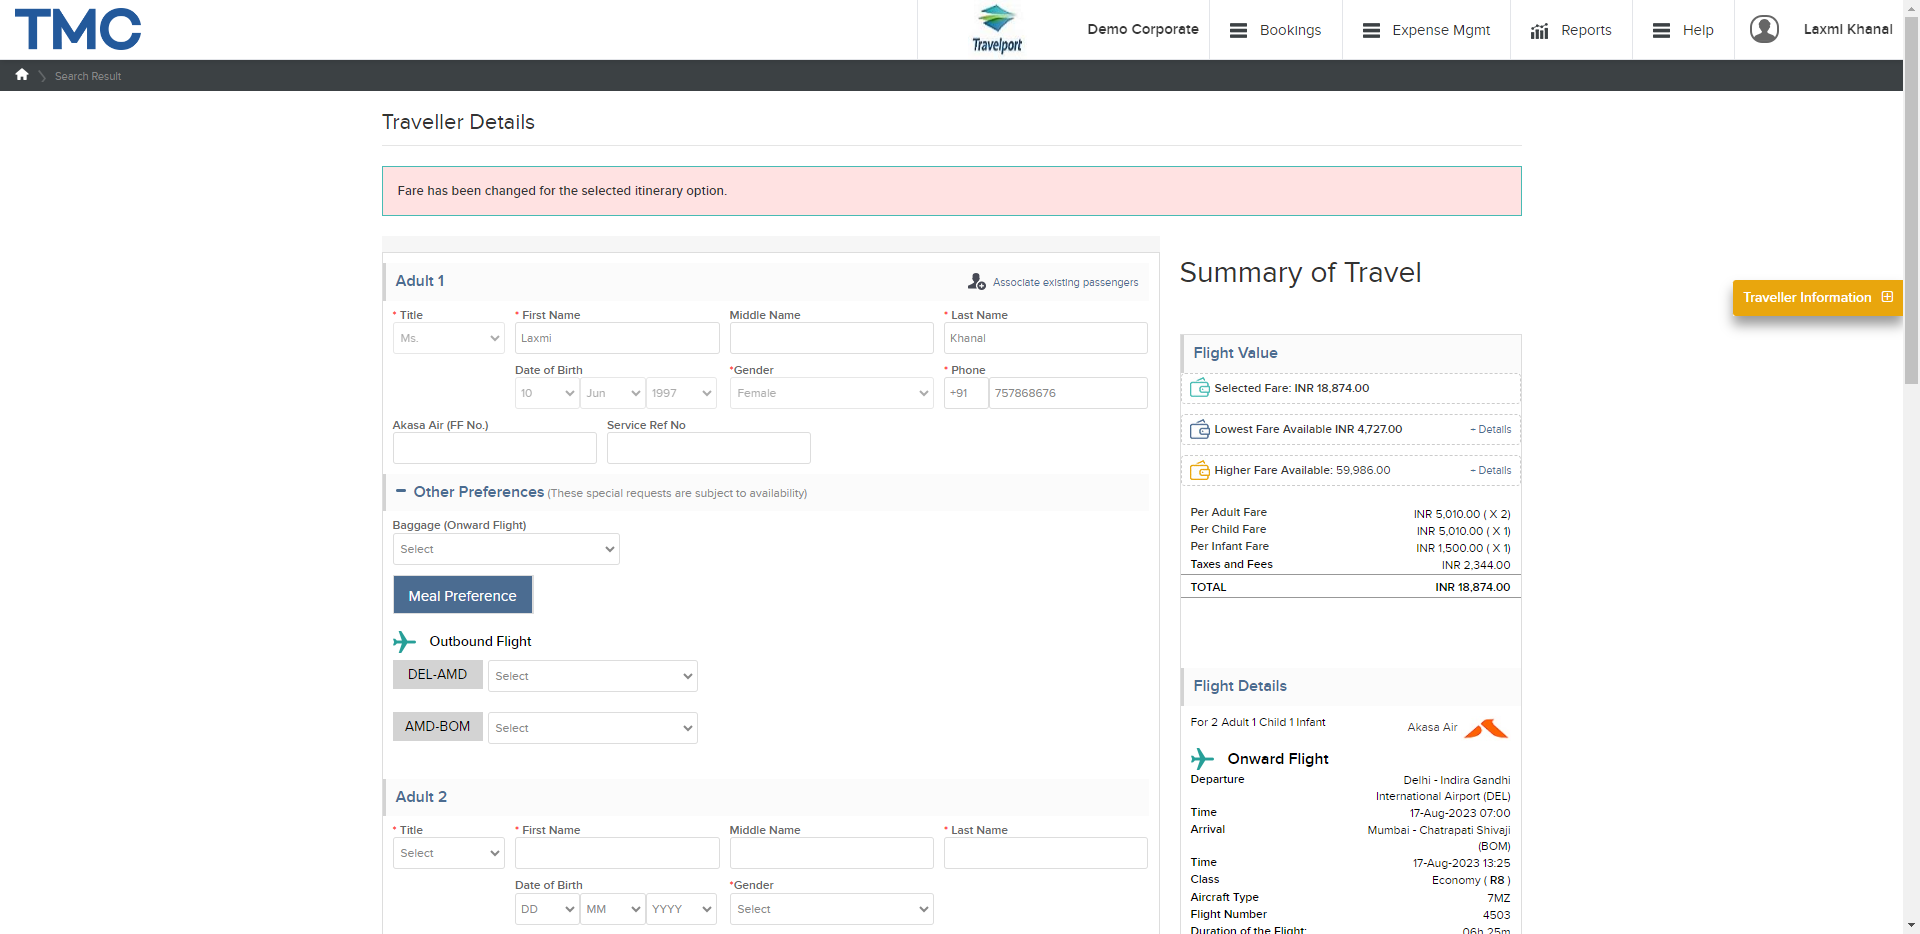 TMC
Travelport
Demo Corporate
Bookings
Expense Mgmt
Reports
Help
Laxmi Khanal
Search Result
Traveller Details
Fare has been changed for the selected itinerary option.
Adult 1
Associate existing passengers
* Title
* First Name
Middle Name
* Last Name
Ms.
Laxmi
Khanal
Date of Birth
*Gender
* Phone
10
Jun
1997
Female
+91
757868676
Akasa Air (FF No.)
Service Ref No
Other Preferences (These special requests are subject to availability)
Baggage (Onward Flight)
Select
Meal Preference
Outbound Flight
DEL-AMD
Select
AMD-BOM
Select
Adult 2
* Title
* First Name
Middle Name
* Last Name
Select
Date of Birth
*Gender
DD
MM
YYYY
Select
Summary of Travel
Traveller Information
Flight Value
Selected Fare: INR 18,874.00
Lowest Fare Available INR 4,727.00 + Details
Higher Fare Available: 59,986.00 + Details
Per Adult Fare INR 5,010.00 ( X 2)
Per Child Fare INR 5,010.00 ( X 1)
Per Infant Fare INR 1,500.00 ( X 1)
Taxes and Fees INR 2,344.00
TOTAL INR 18,874.00
Flight Details
For 2 Adult 1 Child 1 Infant
Akasa Air
Onward Flight
Departure Delhi - Indira Gandhi
International Airport (DEL)
Time 17-Aug-2023 07:00
Arrival Mumbai - Chatrapati Shivaji
(BOM)
Time 17-Aug-2023 13:25
Class Economy ( R8 )
Aircraft Type 7MZ
Flight Number 4503
Duration of the Flight: 06h 25m